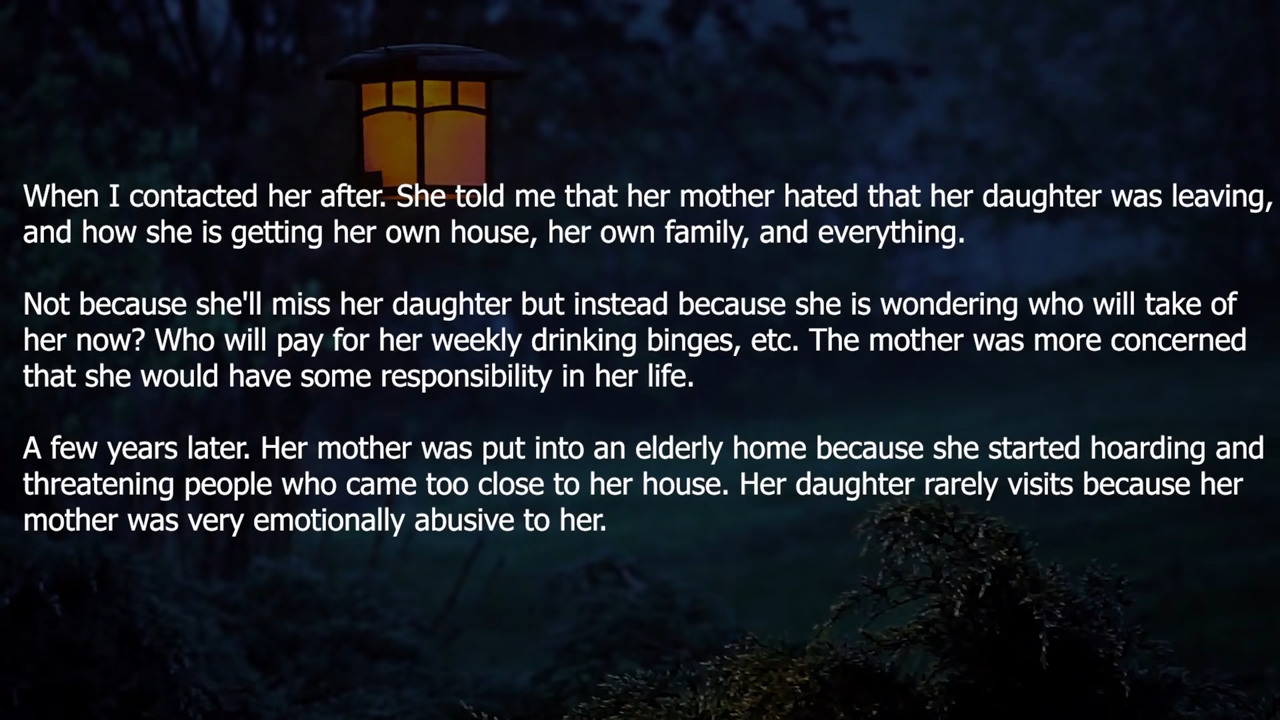 When I contacted her after. She told me that her mother hated that her daughter was leaving,
and how she is getting her own house, her own family, and everything.
Not because she'll miss her daughter but instead because she is wondering who will take of
her now? Who will pay for her weekly drinking binges, etc. The mother was more concerned
that she would have some responsibility in her life.
A few years later. Her mother was put into an elderly home because she started hoarding and
threatening people who came too close to her house. Her daughter rarely visits because her
mother was very emotionally abusive to her.